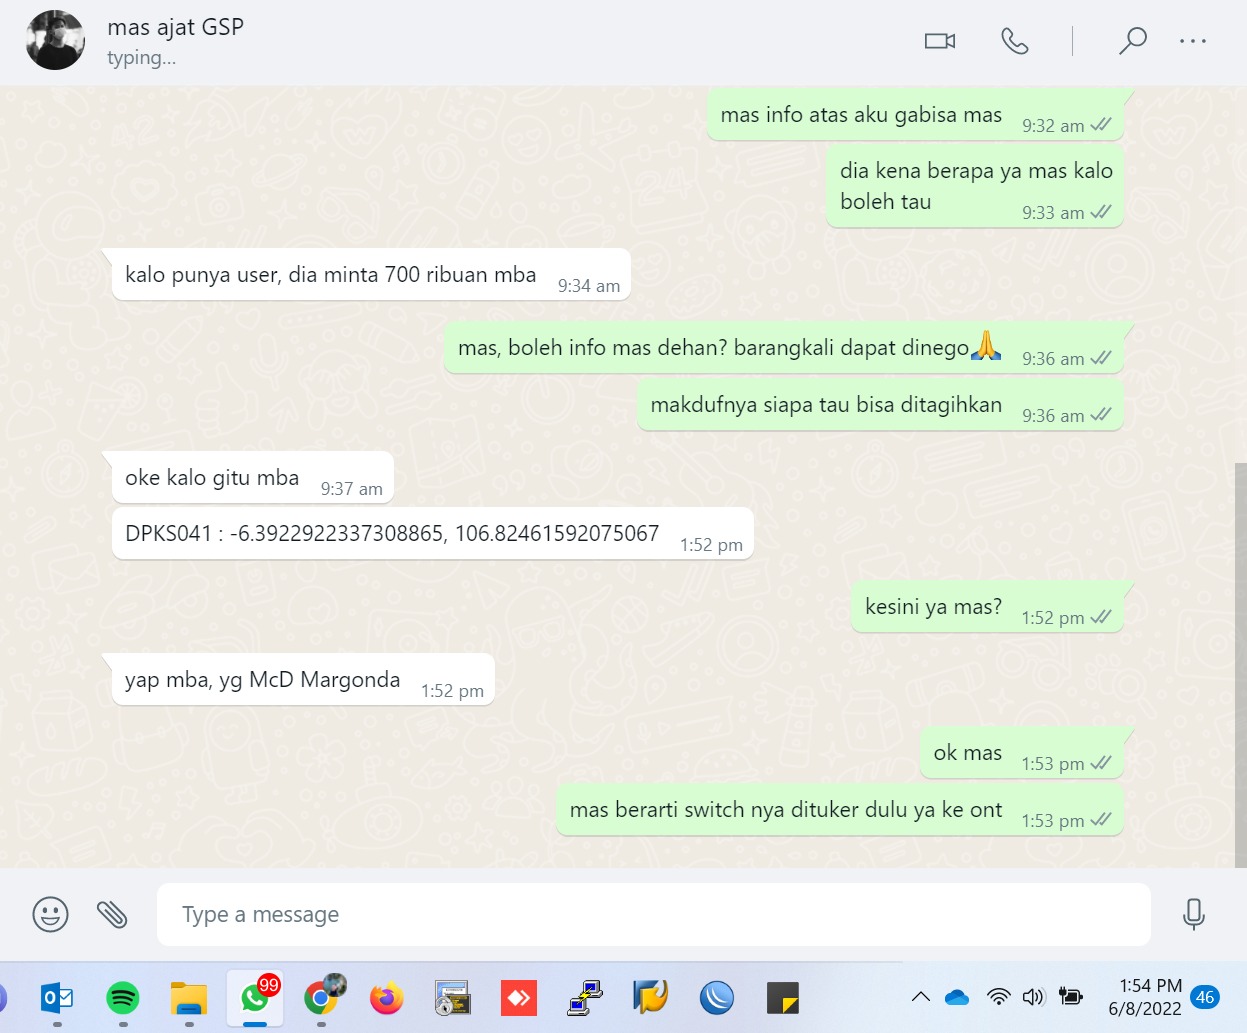 mas ajat GSP
typing...
mas info atas aku gabisa mas
9:32 am
dia kena berapa ya mas kalo
boleh tau
9:33 am
kalo punya user, dia minta 700 ribuan mba
9:34 am
mas, boleh info mas dehan? barangkali dapat dinego🙏
9:36 am
makdufnya siapa tau bisa ditagihkan
9:36 am
oke kalo gitu mba
9:37 am
DPKS041 : -6.3922922337308865, 106.82461592075067
1:52 pm
kesini ya mas?
1:52 pm
yap mba, yg McD Margonda
1:52 pm
ok mas
1:53 pm
mas berarti switch nya dituker dulu ya ke ont
1:53 pm
Type a message
99
1:54 PM
6/8/2022
46